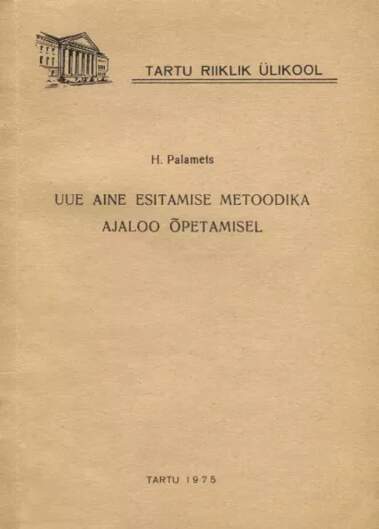 TARTU RIIKLIK ÜLIKOOL
H. Palamets
UUE AINE ESITAMISE METOODIKA
AJALOO ÕPETAMISEL
TARTU 1975